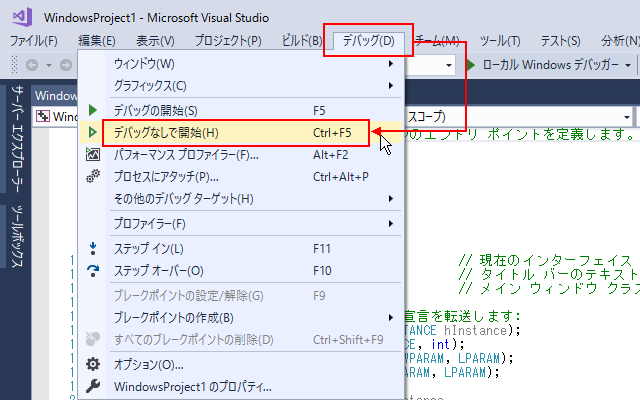 WindowsProject1 - Microsoft Visual Studio
ファイル(F) 編集(E) 表示(V) プロジェクト(P) ビルド(B) デバッグ(D) チーム(M) ツール(T) テスト(S) 分析(N)
ローカル Windows デバッガー
サーバー エクスプローラー
ツールボックス
ウィンドウ(W)
グラフィックス(C)
デバッグの開始(S) F5
デバッグなしで開始(H) Ctrl+F5
パフォーマンス プロファイラー(F)... Alt+F2
プロセスにアタッチ(P)... Ctrl+Alt+P
その他のデバッグ ターゲット(H)
プロファイラー(F)
ステップ イン(L) F11
ステップ オーバー(O) F10
ブレークポイントの設定/解除(G) F9
ブレークポイントの作成(B)
すべてのブレークポイントの削除(D) Ctrl+Shift+F9
オプション(O)...
WindowsProject1 のプロパティ...
スコープ)
のエントリ ポイントを定義します。
// 現在のインターフェイス
// タイトル バーのテキスト
// メイン ウィンドウ クラス
宣言を転送します:
TANCE hInstance);
CE, int);
WPARAM, LPARAM);
RAM, LPARAM);